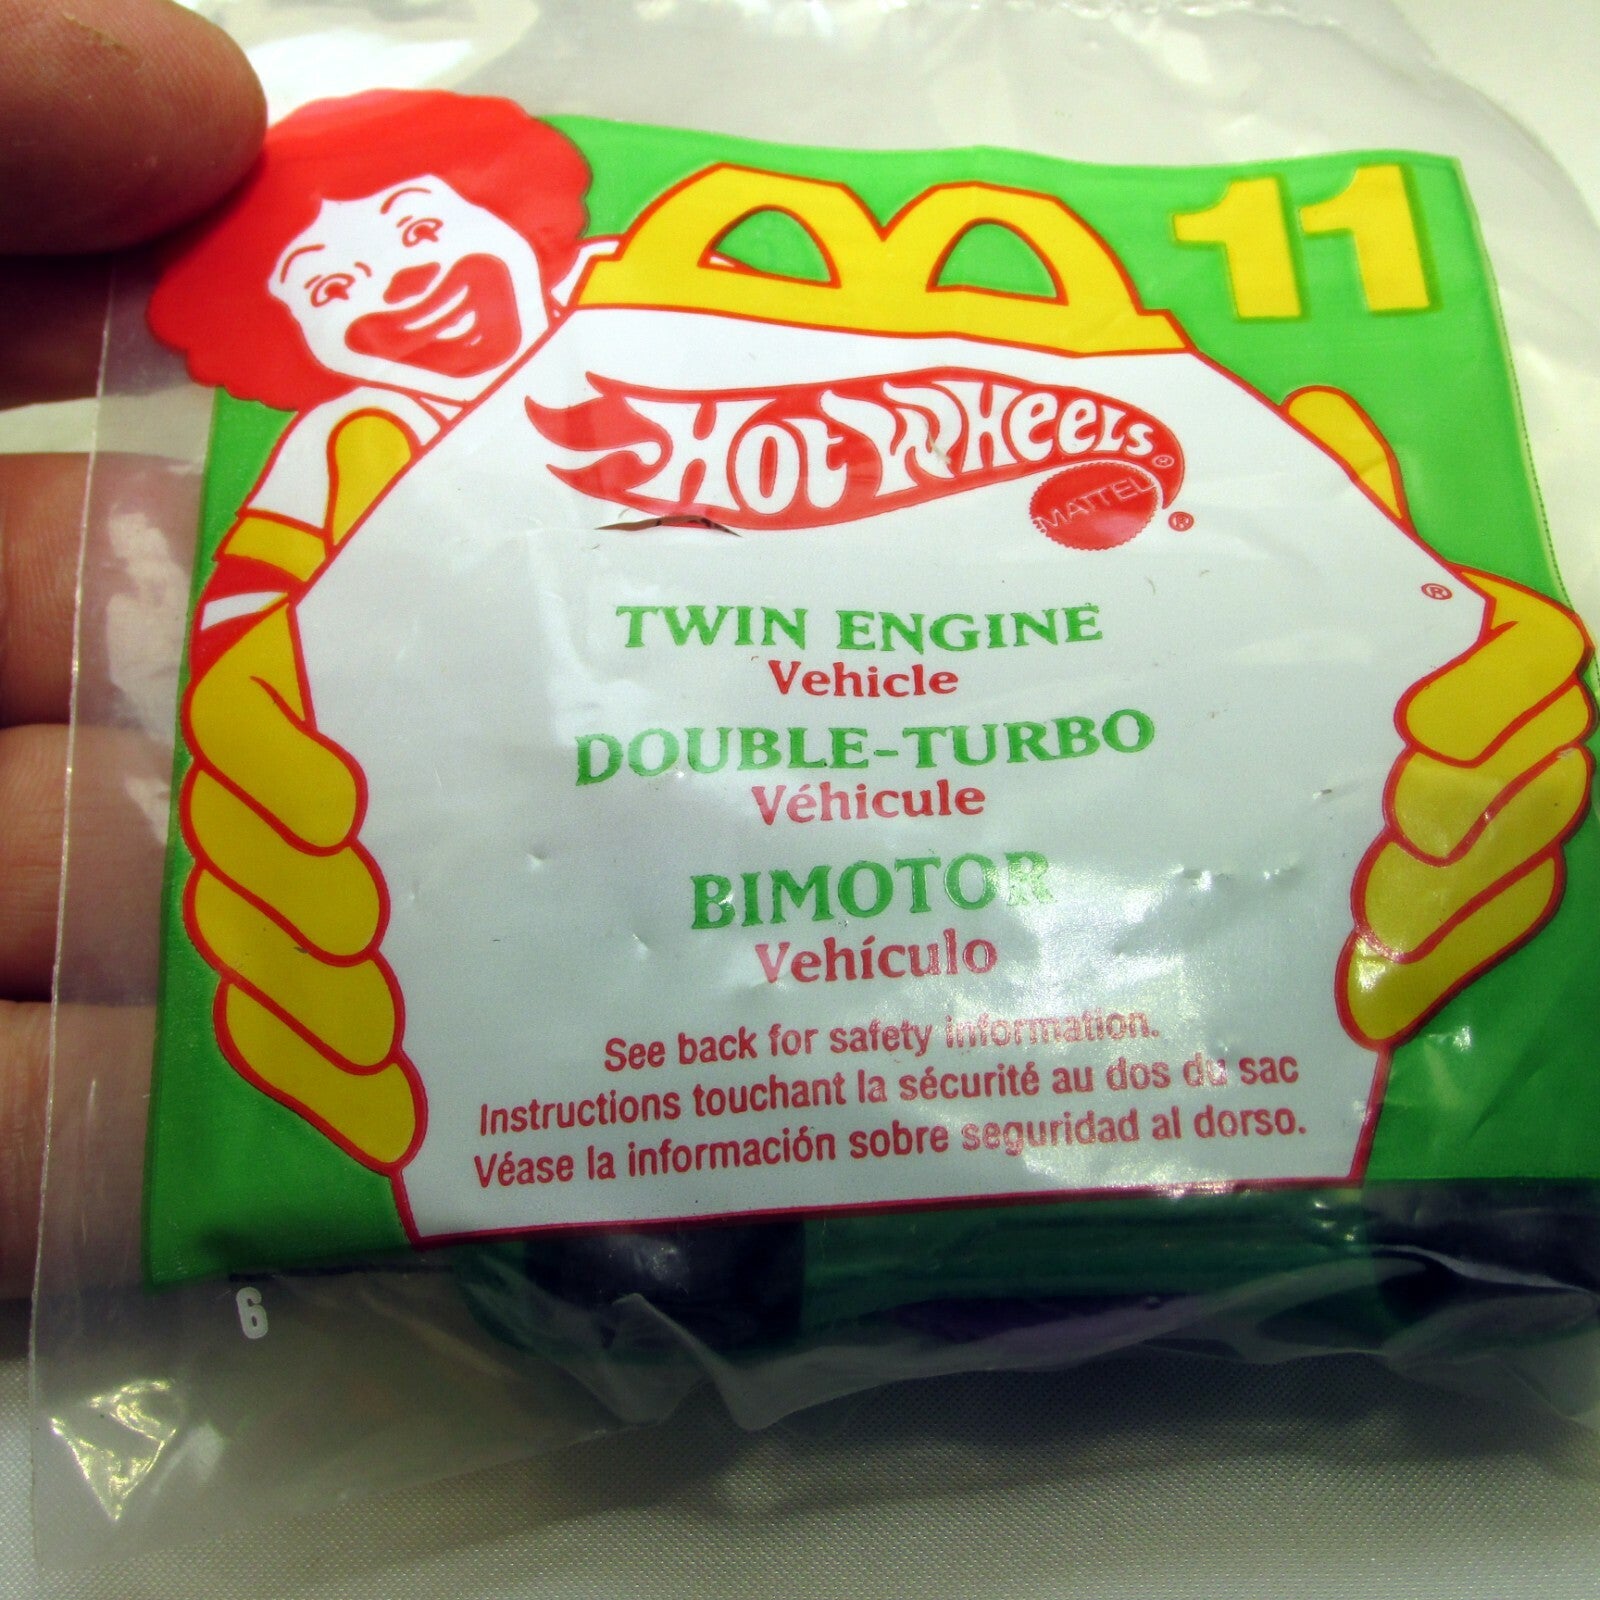 11
HOT WHEELS®
MATTEL®
®
TWIN ENGINE
Vehicle
DOUBLE-TURBO
Véhicule
BIMOTOR
Vehículo
See back for safety information.
Instructions touchant la sécurité au dos du sac
Véase la información sobre seguridad al dorso.
6